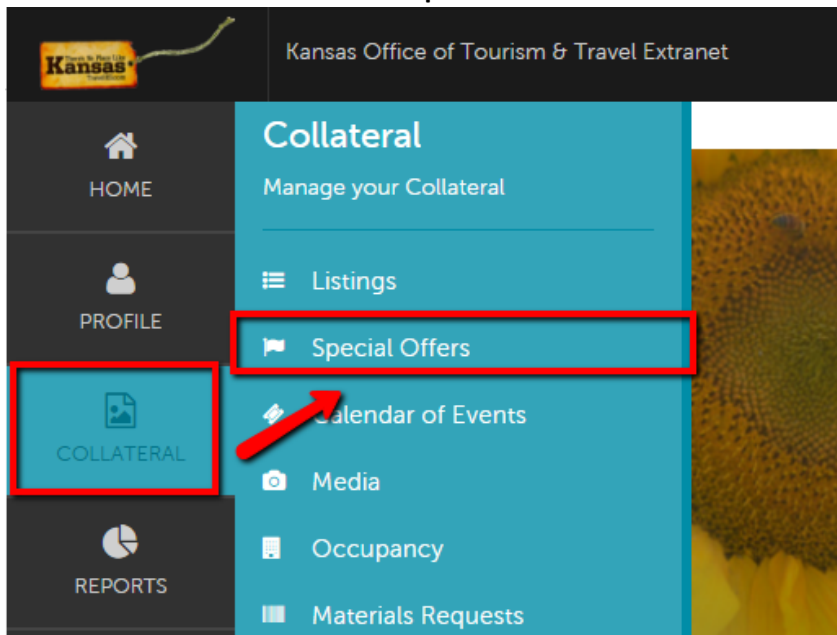 Kansas
Kansas Office of Tourism & Travel Extranet
HOME
PROFILE
COLLATERAL
REPORTS
Collateral
Manage your Collateral
Listings
Special Offers
Calendar of Events
Media
Occupancy
Materials Requests